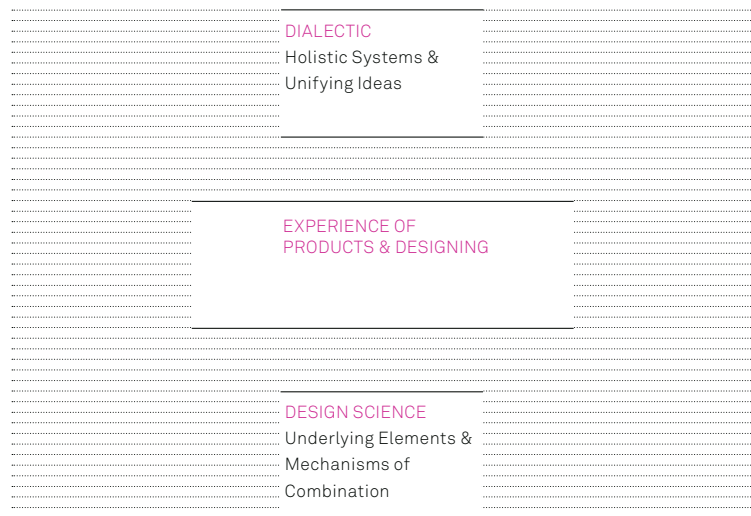 DIALECTIC
Holistic Systems &
Unifying Ideas
EXPERIENCE OF
PRODUCTS & DESIGNING
DESIGN SCIENCE
Underlying Elements &
Mechanisms of
Combination